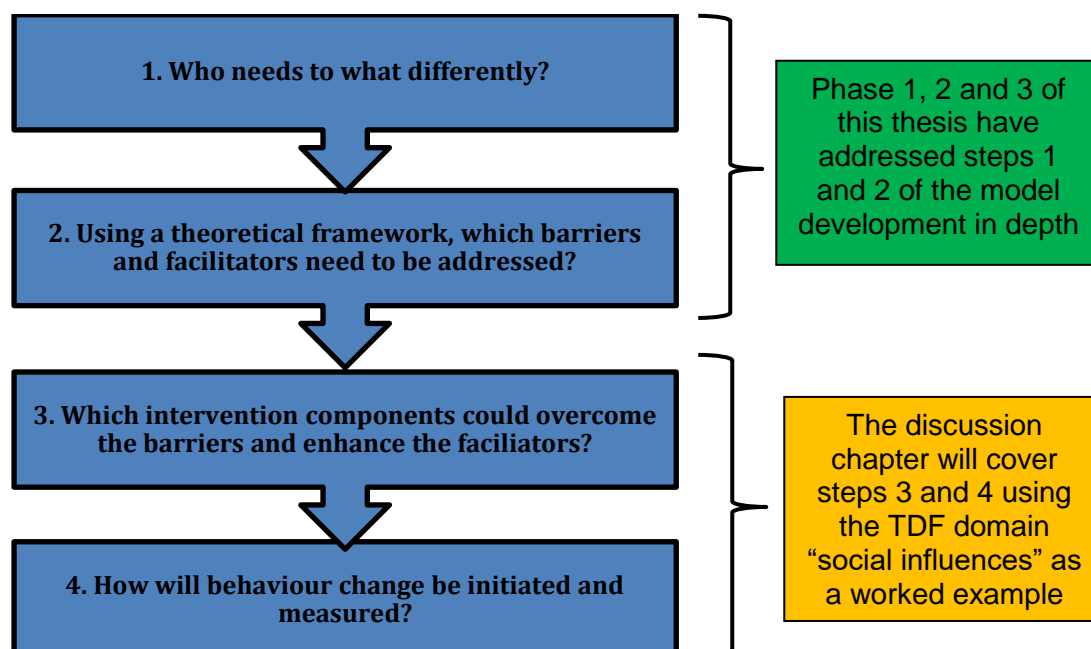 1. Who needs to what differently?
2. Using a theoretical framework, which barriers
and facilitators need to be addressed?
Phase 1, 2 and 3 of
this thesis have
addressed steps 1
and 2 of the model
development in depth
3. Which intervention components could overcome
the barriers and enhance the faciliators?
4. How will behaviour change be initiated and
measured?
The discussion
chapter will cover
steps 3 and 4 using
the TDF domain
“social influences” as
a worked example